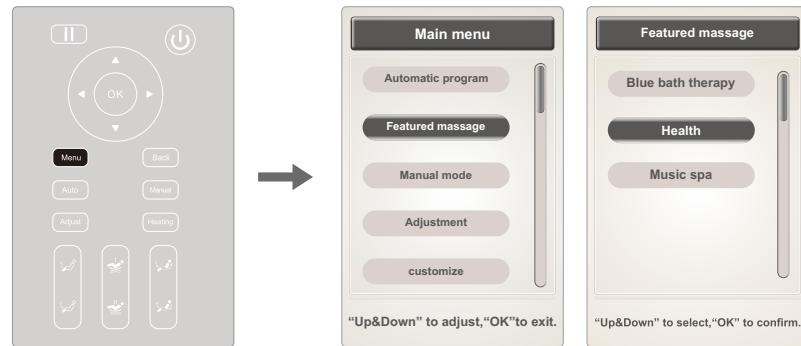 OK
Menu
Back
Auto
Manual
Adjust
Heating
Main menu
Automatic program
Featured massage
Manual mode
Adjustment
customize
“Up&Down” to adjust,“OK”to exit.
Featured massage
Blue bath therapy
Health
Music spa
“Up&Down” to select,“OK” to confirm.